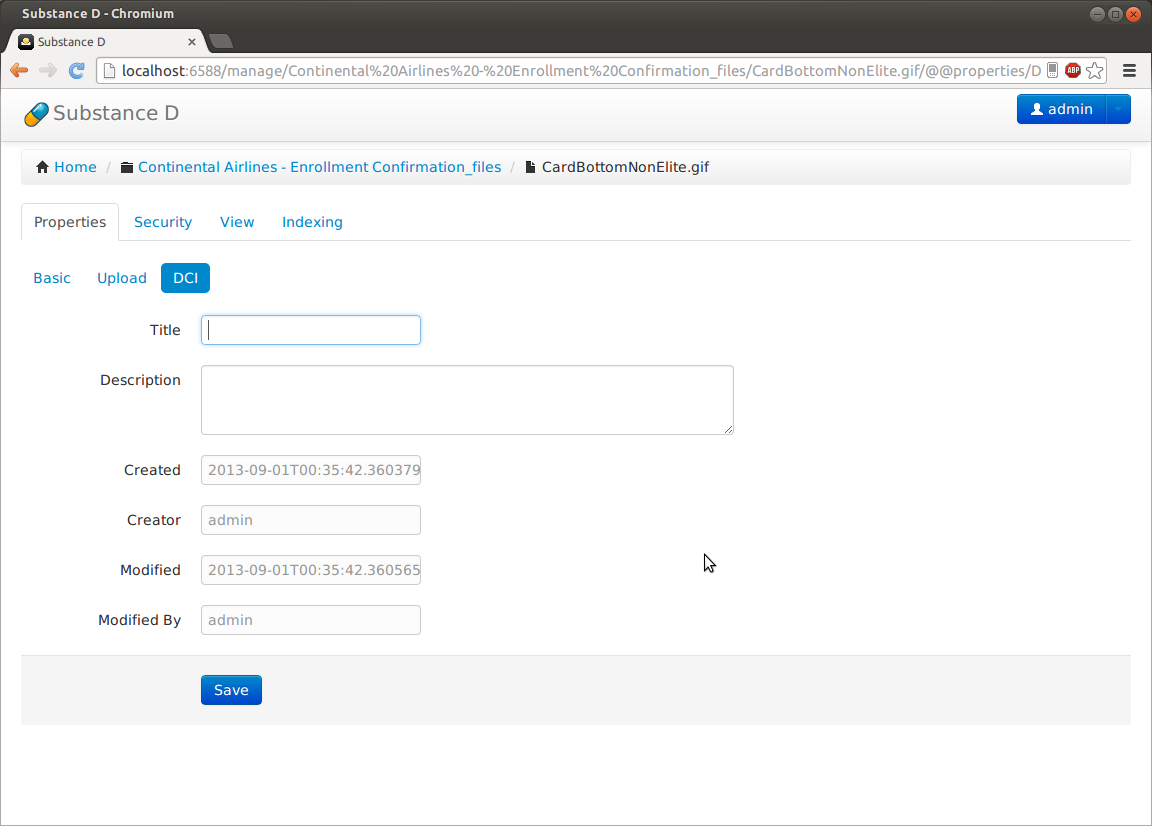 Substance D - Chromium
Substance D
localhost:6588/manage/Continental%20Airlines%20-%20Enrollment%20Confirmation_files/CardBottomNonElite.gif/@@properties/D
ABP
Substance D
admin
Home / Continental Airlines - Enrollment Confirmation_files / CardBottomNonElite.gif
Properties Security View Indexing
Basic Upload DCI
Title
Description
Created 2013-09-01T00:35:42.360379
Creator admin
Modified 2013-09-01T00:35:42.360565
Modified By admin
Save